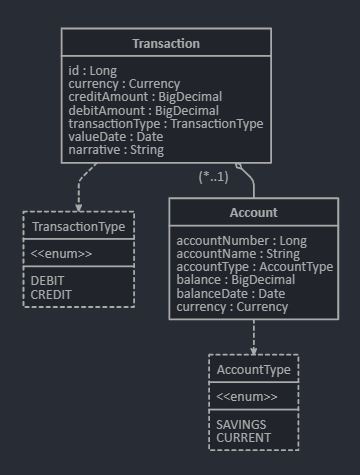 Transaction
id : Long
currency : Currency
creditAmount : BigDecimal
debitAmount : BigDecimal
transactionType : TransactionType
valueDate : Date
narrative : String
(*..1)
TransactionType
<<enum>>
DEBIT
CREDIT
Account
accountNumber : Long
accountName : String
accountType : AccountType
balance : BigDecimal
balanceDate : Date
currency : Currency
AccountType
<<enum>>
SAVINGS
CURRENT